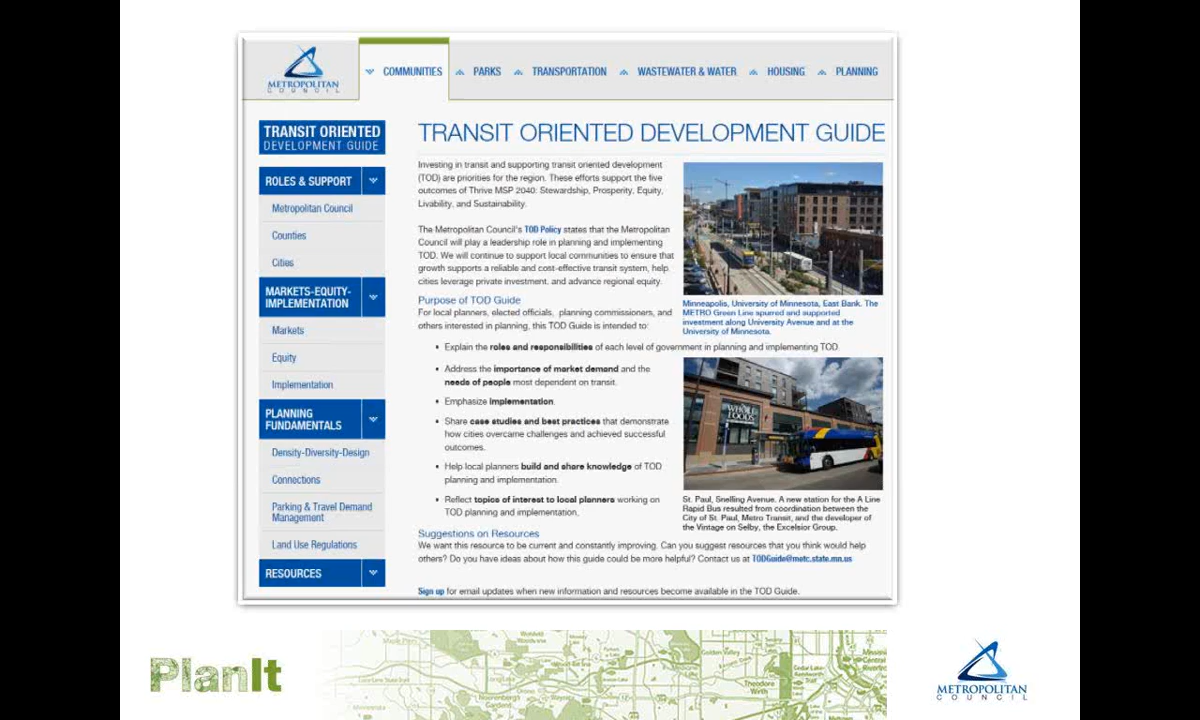 METROPOLITAN
COUNCIL
COMMUNITIES
PARKS
TRANSPORTATION
WASTEWATER & WATER
HOUSING
PLANNING
TRANSIT ORIENTED
DEVELOPMENT GUIDE
ROLES & SUPPORT
Metropolitan Council
Counties
Cities
MARKETS-EQUITY-
IMPLEMENTATION
Markets
Equity
Implementation
PLANNING
FUNDAMENTALS
Density-Diversity-Design
Connections
Parking & Travel Demand
Management
Land Use Regulations
RESOURCES
TRANSIT ORIENTED DEVELOPMENT GUIDE
Investing in transit and supporting transit oriented development
(TOD) are priorities for the region. These efforts support the five
outcomes of Thrive MSP 2040: Stewardship, Prosperity, Equity,
Livability, and Sustainability.
The Metropolitan Council's TOD Policy states that the Metropolitan
Council will play a leadership role in planning and implementing
TOD. We will continue to support local communities to ensure that
growth supports a reliable and cost-effective transit system, help
cities leverage private investment, and advance regional equity.
Purpose of TOD Guide
For local planners, elected officials, planning commissioners, and
others interested in planning, this TOD Guide is intended to:
• Explain the roles and responsibilities of each level of government in planning and implementing TOD.
• Address the importance of market demand and the
needs of people most dependent on transit.
• Emphasize implementation.
• Share case studies and best practices that demonstrate
how cities overcame challenges and achieved successful
outcomes.
• Help local planners build and share knowledge of TOD
planning and implementation.
• Reflect topics of interest to local planners working on
TOD planning and implementation.
Minneapolis, University of Minnesota, East Bank. The
METRO Green Line spurred and supported
investment along University Avenue and at the
University of Minnesota.
WHOLE
FOODS
St. Paul, Snelling Avenue. A new station for the A Line
Rapid Bus resulted from coordination between the
City of St. Paul, Metro Transit, and the developer of
the Vintage on Selby, the Excelsior Group.
Suggestions on Resources
We want this resource to be current and constantly improving. Can you suggest resources that you think would help
others? Do you have ideas about how this guide could be more helpful? Contact us at TODGuide@metc.state.mn.us
Sign up for email updates when new information and resources become available in the TOD Guide.
PlanIt
Golden Valley
Theodore
Wirth
METROPOLITAN
COUNCIL